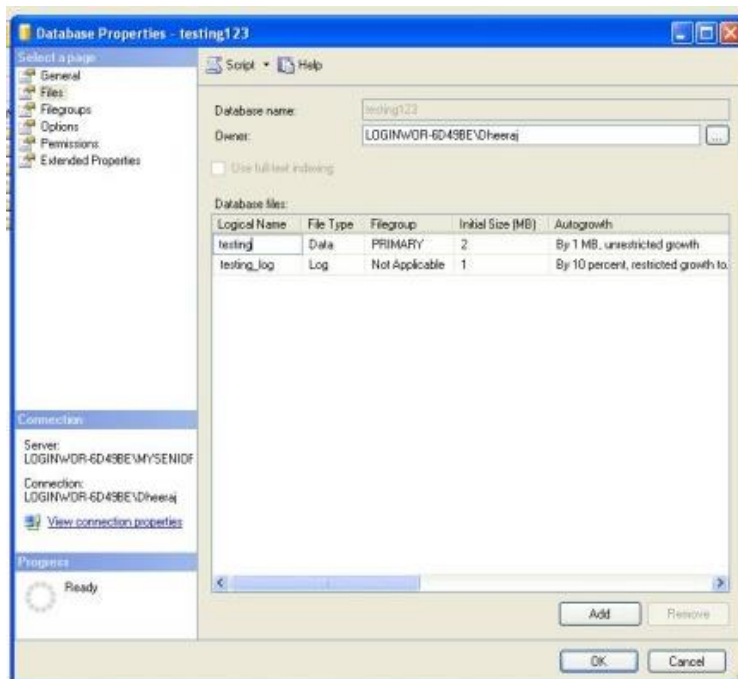 Database Properties - testing123
Select a page
General
Files
Filegroups
Options
Permissions
Extended Properties
Script Help
Database name: testing123
Owner: LOGINWOR-6D49BE\Dheeraj ...
Use full-text indexing
Database files:
Logical Name File Type Filegroup Initial Size (MB) Autogrowth
testing Data PRIMARY 2 By 1 MB, unrestricted growth
testing_log Log Not Applicable 1 By 10 percent, restricted growth to
Connection
Server:
LOGINWOR-6D49BE\MYSENIOR
Connection:
LOGINWOR-6D49BE\Dheeraj
View connection properties
Progress
Ready
Add Remove
OK Cancel